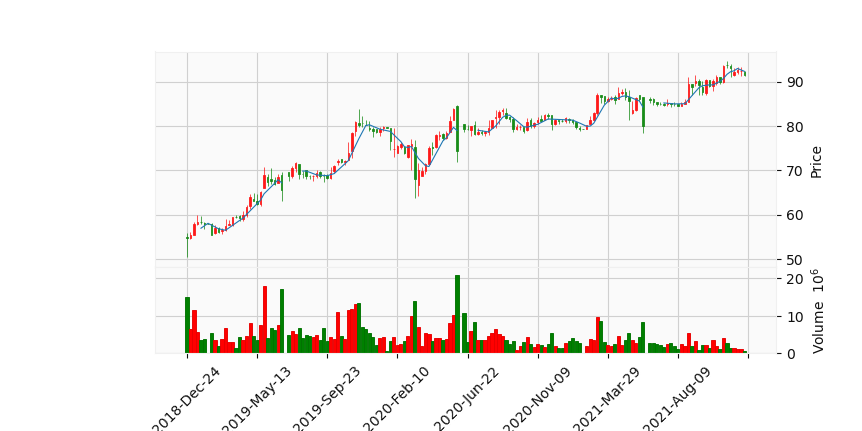 90
80
70
60
50
Price
20
10
0
Volume 10^6
2018-Dec-24
2019-May-13
2019-Sep-23
2020-Feb-10
2020-Jun-22
2020-Nov-09
2021-Mar-29
2021-Aug-09